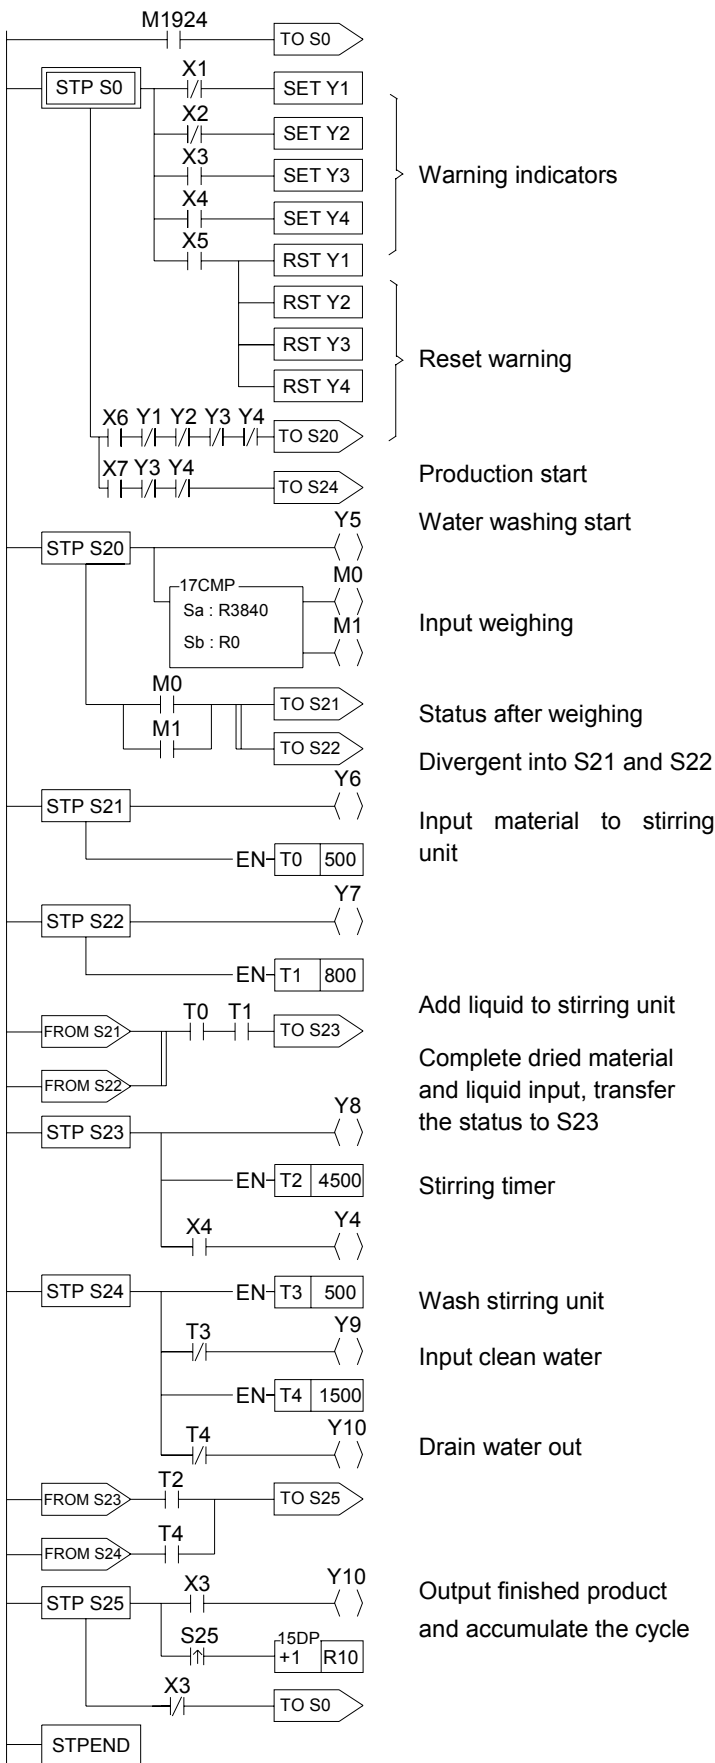 M1924
TO S0
STP S0
X1
SET Y1
X2
SET Y2
X3
SET Y3
X4
SET Y4
Warning indicators
X5
RST Y1
RST Y2
RST Y3
RST Y4
Reset warning
X6 Y1 Y2 Y3 Y4
TO S20
X7 Y3 Y4
TO S24
Production start
Water washing start
STP S20
Y5
17CMP
Sa : R3840
Sb : R0
M0
M1
Input weighing
M0
TO S21
M1
TO S22
Status after weighing
Divergent into S21 and S22
STP S21
Y6
EN T0 500
Input material to stirring
unit
STP S22
Y7
EN T1 800
Add liquid to stirring unit
FROM S21
T0 T1
TO S23
FROM S22
Complete dried material
and liquid input, transfer
the status to S23
STP S23
Y8
EN T2 4500
Stirring timer
X4
Y4
STP S24
EN T3 500
Wash stirring unit
T3
Y9
Input clean water
EN T4 1500
T4
Y10
Drain water out
FROM S23
T2
TO S25
FROM S24
T4
STP S25
X3
Y10
Output finished product
and accumulate the cycle
S25
15DP
+1 R10
X3
TO S0
STPEND